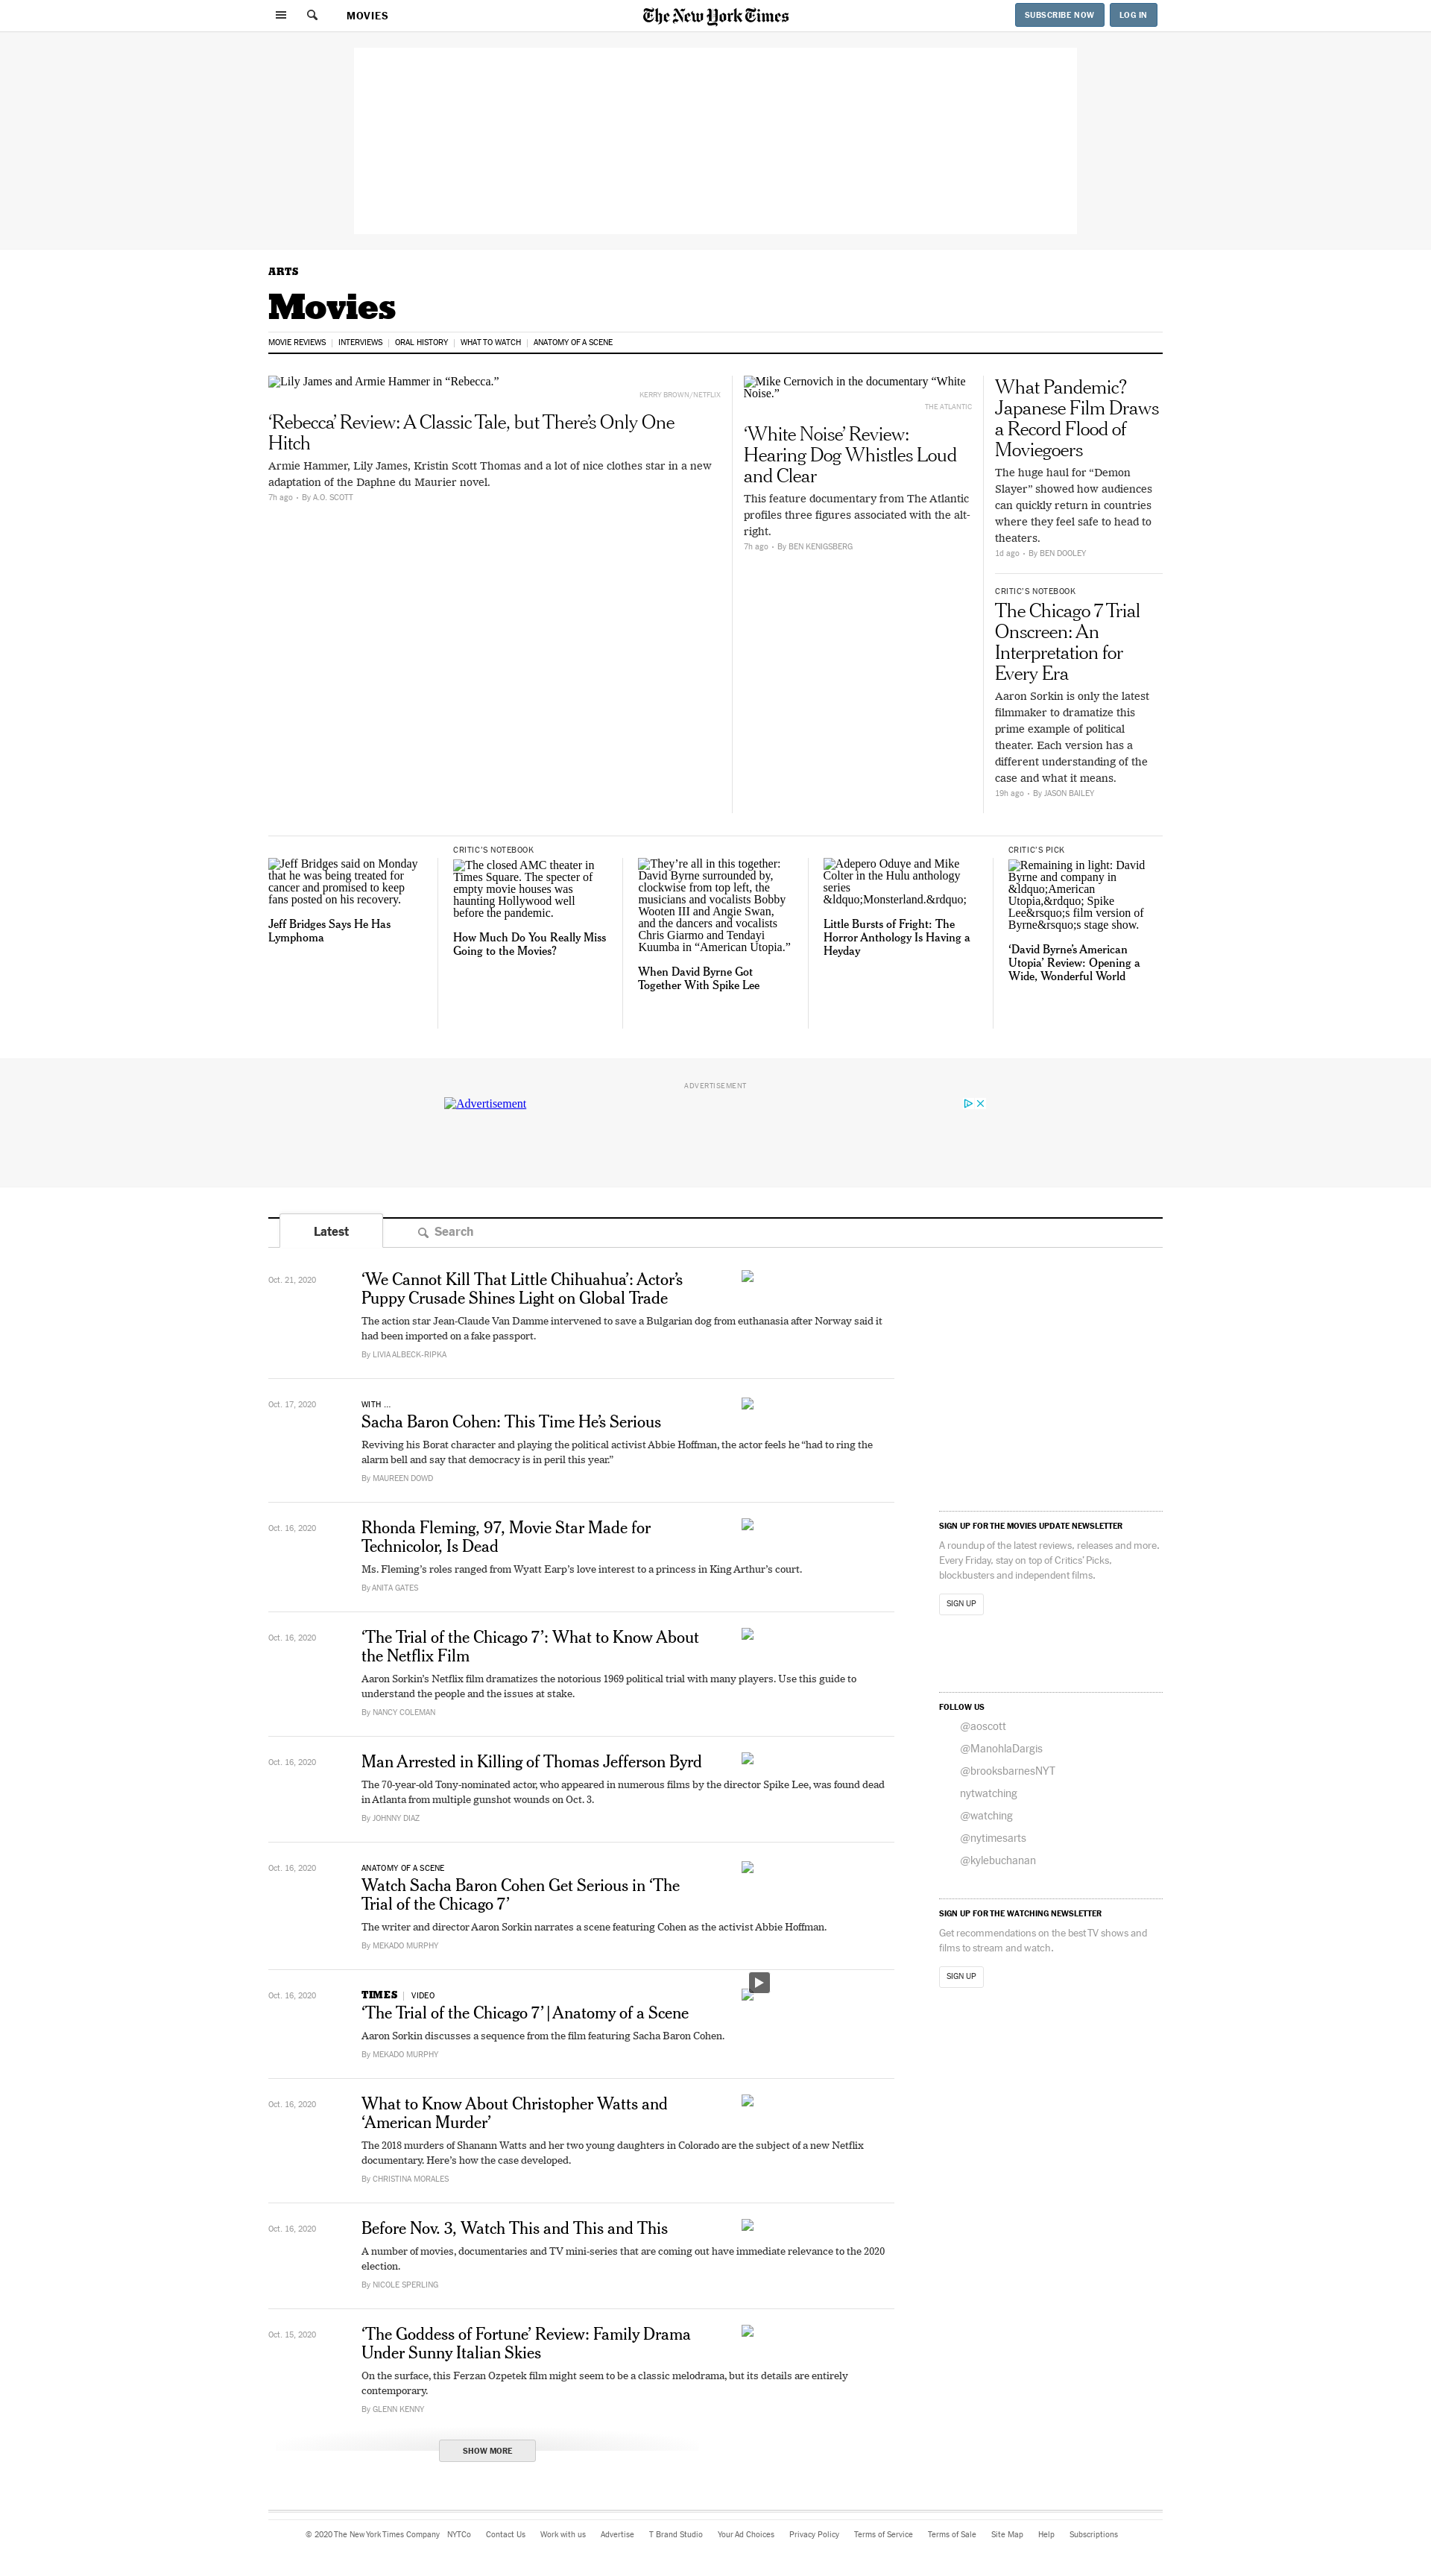 MOVIES
The New York Times
SUBSCRIBE NOW
LOG IN
ARTS
Movies
MOVIE REVIEWS
INTERVIEWS
ORAL HISTORY
WHAT TO WATCH
ANATOMY OF A SCENE
Lily James and Armie Hammer in “Rebecca.”
KERRY BROWN/NETFLIX
‘Rebecca’ Review: A Classic Tale, but There’s Only One
Hitch
Armie Hammer, Lily James, Kristin Scott Thomas and a lot of nice clothes star in a new
adaptation of the Daphne du Maurier novel.
7h ago • By A.O. SCOTT
Mike Cernovich in the documentary “White
Noise.”
THE ATLANTIC
‘White Noise’ Review:
Hearing Dog Whistles Loud
and Clear
This feature documentary from The Atlantic
profiles three figures associated with the alt-
right.
7h ago • By BEN KENIGSBERG
What Pandemic?
Japanese Film Draws
a Record Flood of
Moviegoers
The huge haul for “Demon
Slayer” showed how audiences
can quickly return in countries
where they feel safe to head to
theaters.
1d ago • By BEN DOOLEY
CRITIC’S NOTEBOOK
The Chicago 7 Trial
Onscreen: An
Interpretation for
Every Era
Aaron Sorkin is only the latest
filmmaker to dramatize this
prime example of political
theater. Each version has a
different understanding of the
case and what it means.
19h ago • By JASON BAILEY
Jeff Bridges said on Monday
that he was being treated for
cancer and promised to keep
fans posted on his recovery.
Jeff Bridges Says He Has
Lymphoma
CRITIC’S NOTEBOOK
The closed AMC theater in
Times Square. The specter of
empty movie houses was
haunting Hollywood well
before the pandemic.
How Much Do You Really Miss
Going to the Movies?
They’re all in this together:
David Byrne surrounded by,
clockwise from top left, the
musicians and vocalists Bobby
Wooten III and Angie Swan,
and the dancers and vocalists
Chris Giarmo and Tendayi
Kuumba in “American Utopia.”
When David Byrne Got
Together With Spike Lee
Adepero Oduye and Mike
Colter in the Hulu anthology
series
&ldquo;Monsterland.&rdquo;
Little Bursts of Fright: The
Horror Anthology Is Having a
Heyday
CRITIC’S PICK
Remaining in light: David
Byrne and company in
&ldquo;American
Utopia,&rdquo; Spike
Lee&rsquo;s film version of
Byrne&rsquo;s stage show.
‘David Byrne’s American
Utopia’ Review: Opening a
Wide, Wonderful World
ADVERTISEMENT
Advertisement
Latest
Search
Oct. 21, 2020
‘We Cannot Kill That Little Chihuahua’: Actor’s
Puppy Crusade Shines Light on Global Trade
The action star Jean-Claude Van Damme intervened to save a Bulgarian dog from euthanasia after Norway said it
had been imported on a fake passport.
By LIVIA ALBECK-RIPKA
Oct. 17, 2020
WITH ...
Sacha Baron Cohen: This Time He’s Serious
Reviving his Borat character and playing the political activist Abbie Hoffman, the actor feels he “had to ring the
alarm bell and say that democracy is in peril this year.”
By MAUREEN DOWD
Oct. 16, 2020
Rhonda Fleming, 97, Movie Star Made for
Technicolor, Is Dead
Ms. Fleming’s roles ranged from Wyatt Earp’s love interest to a princess in King Arthur’s court.
By ANITA GATES
Oct. 16, 2020
‘The Trial of the Chicago 7’: What to Know About
the Netflix Film
Aaron Sorkin’s Netflix film dramatizes the notorious 1969 political trial with many players. Use this guide to
understand the people and the issues at stake.
By NANCY COLEMAN
Oct. 16, 2020
Man Arrested in Killing of Thomas Jefferson Byrd
The 70-year-old Tony-nominated actor, who appeared in numerous films by the director Spike Lee, was found dead
in Atlanta from multiple gunshot wounds on Oct. 3.
By JOHNNY DIAZ
Oct. 16, 2020
ANATOMY OF A SCENE
Watch Sacha Baron Cohen Get Serious in ‘The
Trial of the Chicago 7’
The writer and director Aaron Sorkin narrates a scene featuring Cohen as the activist Abbie Hoffman.
By MEKADO MURPHY
Oct. 16, 2020
TIMES | VIDEO
‘The Trial of the Chicago 7’ | Anatomy of a Scene
Aaron Sorkin discusses a sequence from the film featuring Sacha Baron Cohen.
By MEKADO MURPHY
Oct. 16, 2020
What to Know About Christopher Watts and
‘American Murder’
The 2018 murders of Shanann Watts and her two young daughters in Colorado are the subject of a new Netflix
documentary. Here’s how the case developed.
By CHRISTINA MORALES
Oct. 16, 2020
Before Nov. 3, Watch This and This and This
A number of movies, documentaries and TV mini-series that are coming out have immediate relevance to the 2020
election.
By NICOLE SPERLING
Oct. 15, 2020
‘The Goddess of Fortune’ Review: Family Drama
Under Sunny Italian Skies
On the surface, this Ferzan Ozpetek film might seem to be a classic melodrama, but its details are entirely
contemporary.
By GLENN KENNY
SHOW MORE
SIGN UP FOR THE MOVIES UPDATE NEWSLETTER
A roundup of the latest reviews, releases and more.
Every Friday, stay on top of Critics’ Picks,
blockbusters and independent films.
SIGN UP
FOLLOW US
@aoscott
@ManohlaDargis
@brooksbarnesNYT
nytwatching
@watching
@nytimesarts
@kylebuchanan
SIGN UP FOR THE WATCHING NEWSLETTER
Get recommendations on the best TV shows and
films to stream and watch.
SIGN UP
© 2020 The New York Times Company NYTCo Contact Us Work with us Advertise T Brand Studio Your Ad Choices Privacy Policy Terms of Service Terms of Sale Site Map Help Subscriptions